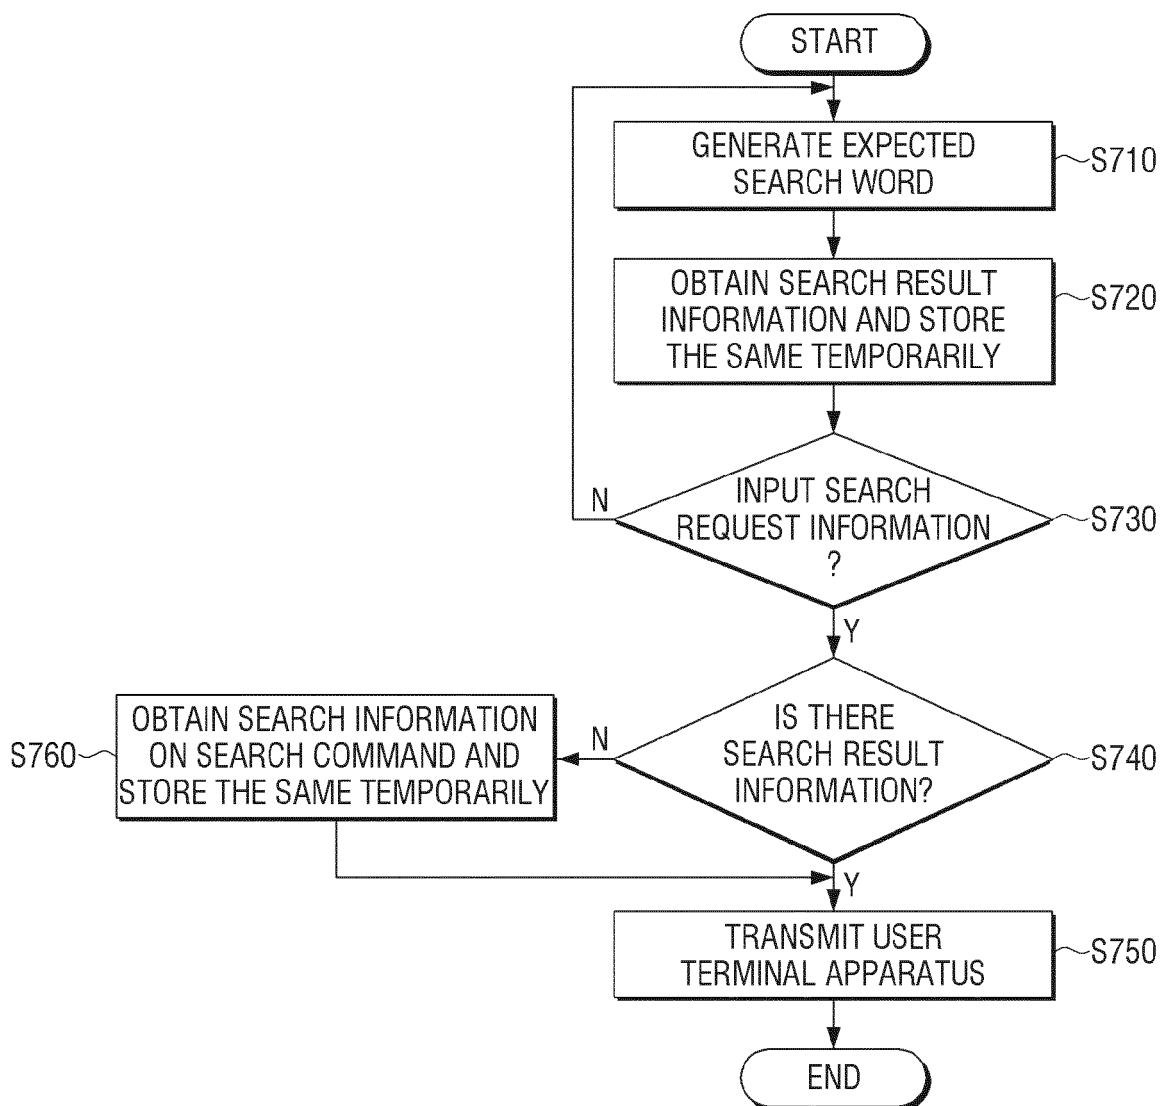 START
GENERATE EXPECTED
SEARCH WORD
S710
OBTAIN SEARCH RESULT
INFORMATION AND STORE
THE SAME TEMPORARILY
S720
INPUT SEARCH
REQUEST INFORMATION
?
S730
N
Y
IS THERE
SEARCH RESULT
INFORMATION?
S740
N
OBTAIN SEARCH INFORMATION
ON SEARCH COMMAND AND
STORE THE SAME TEMPORARILY
S760
Y
TRANSMIT USER
TERMINAL APPARATUS
S750
END